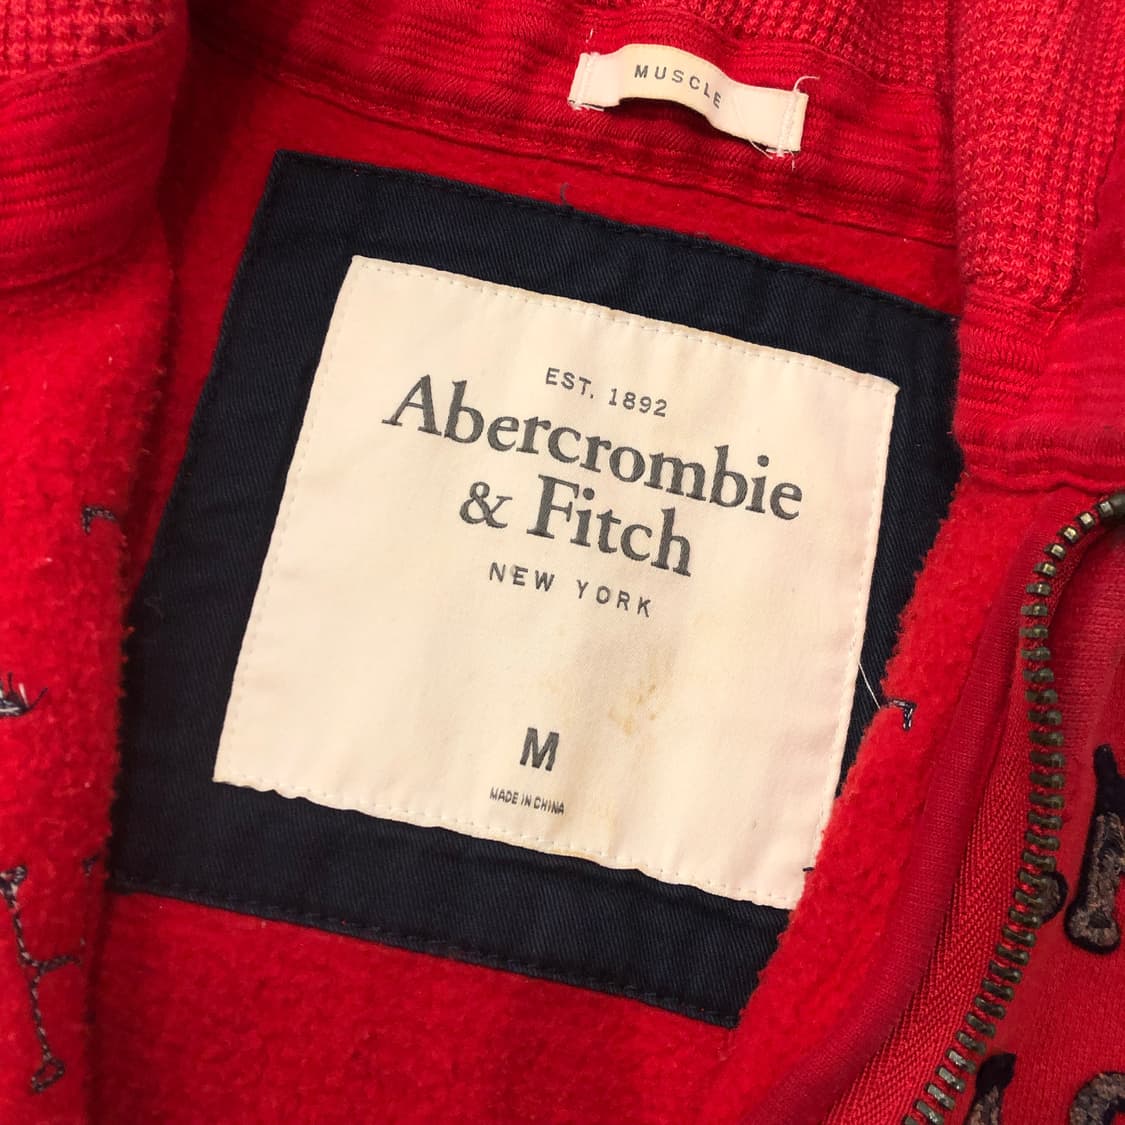 MUSCLE
EST. 1892
Abercrombie
& Fitch
NEW YORK
M
MADE IN CHINA